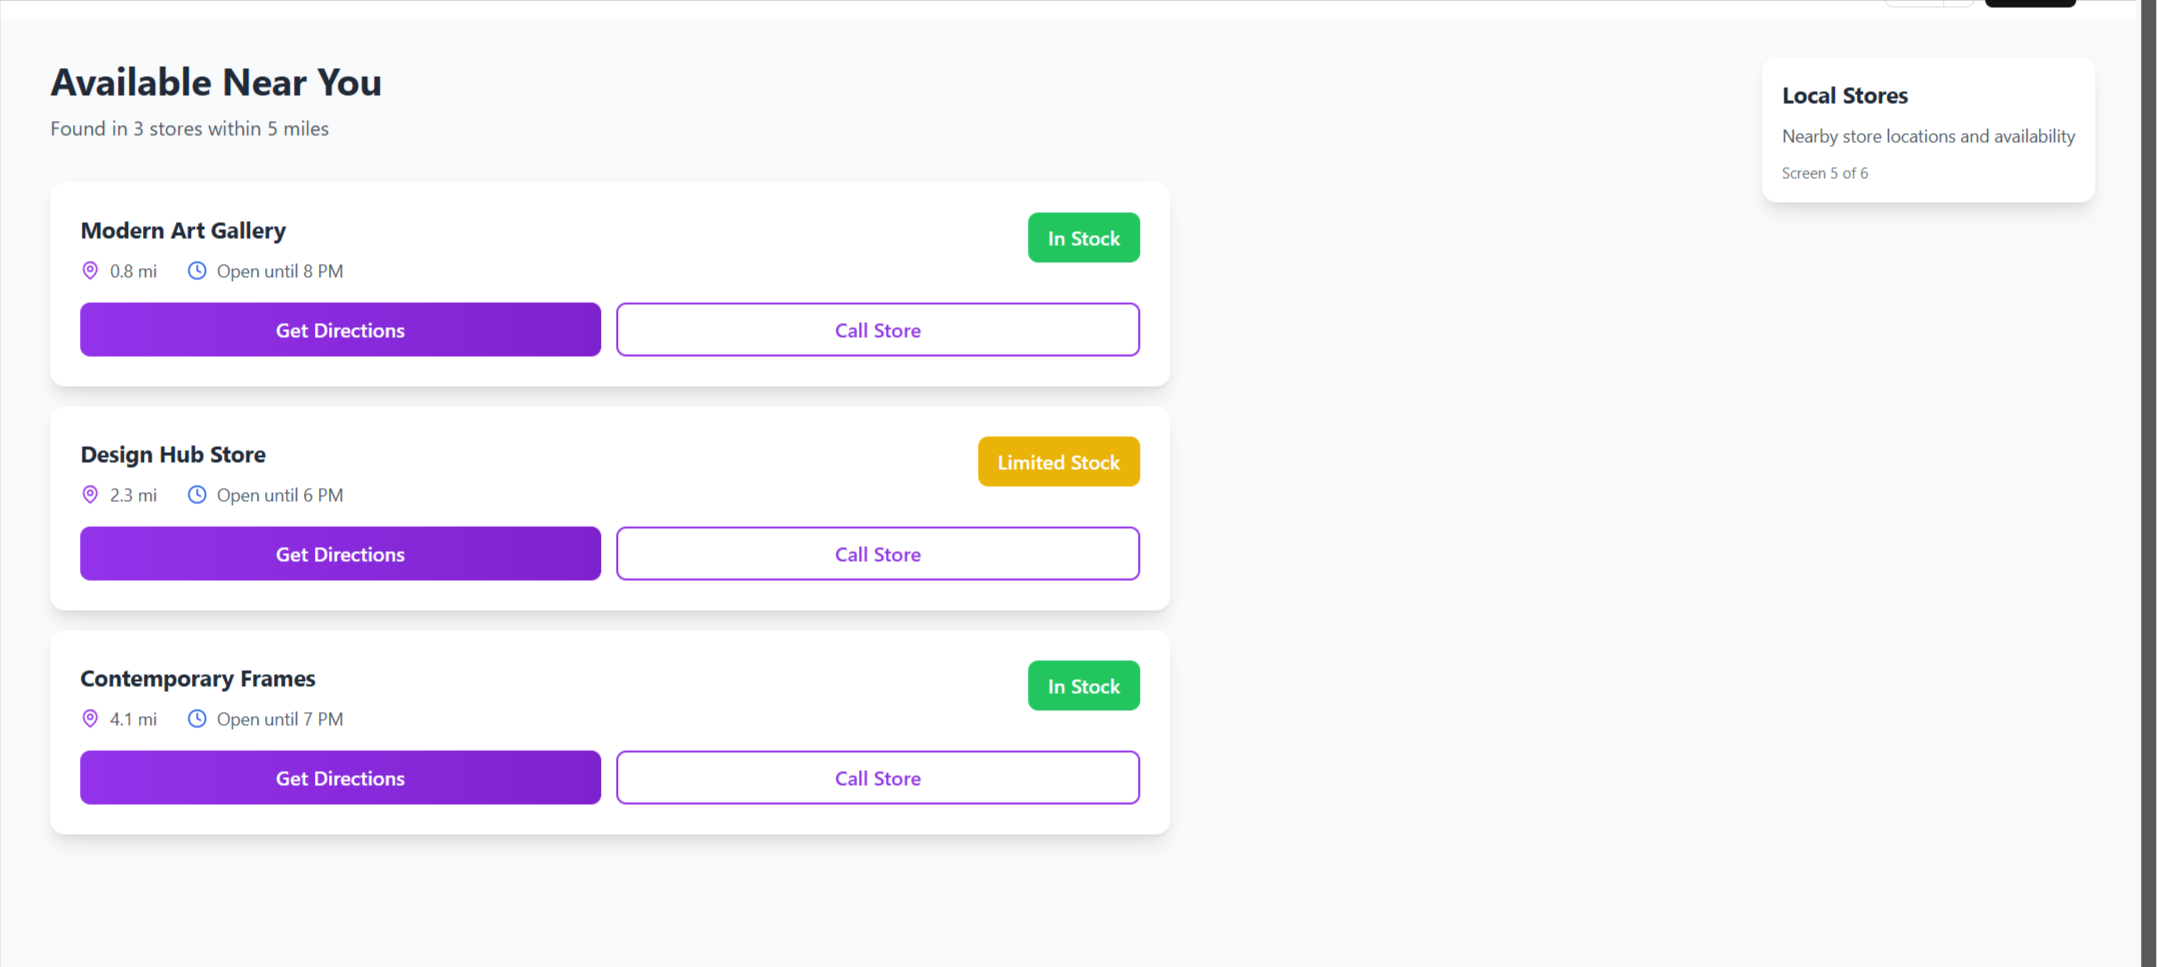 Available Near You
Found in 3 stores within 5 miles
Local Stores
Nearby store locations and availability
Screen 5 of 6
Modern Art Gallery
In Stock
0.8 mi Open until 8 PM
Get Directions Call Store
Design Hub Store
Limited Stock
2.3 mi Open until 6 PM
Get Directions Call Store
Contemporary Frames
In Stock
4.1 mi Open until 7 PM
Get Directions Call Store